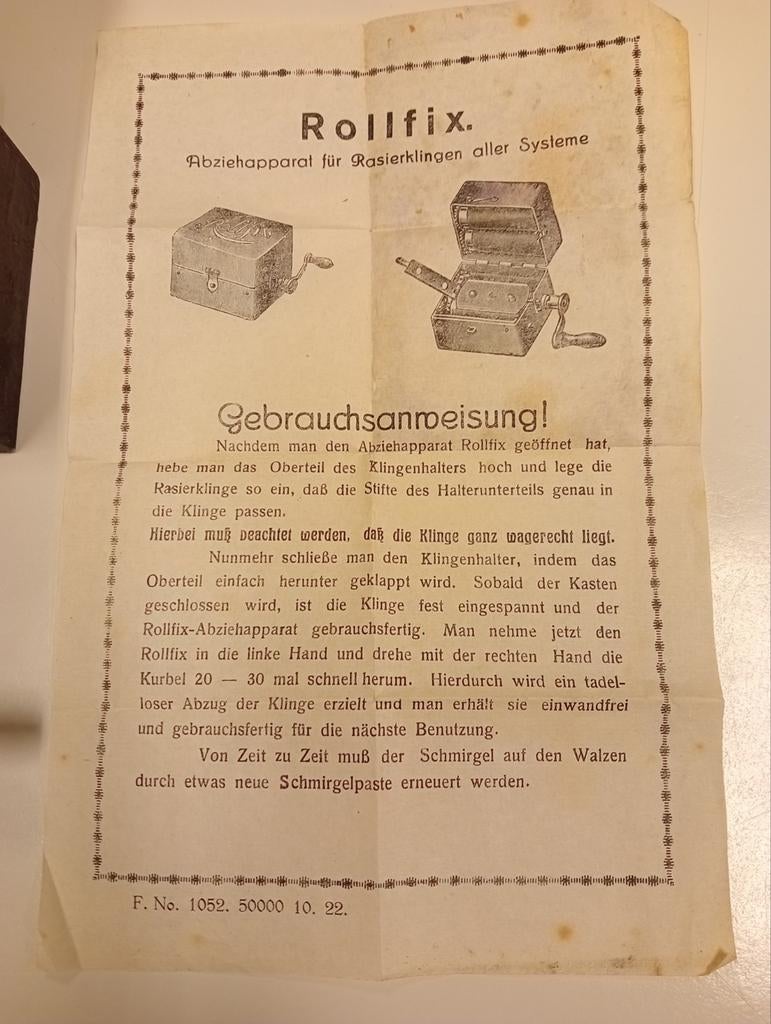 Rollfix.
Abziehapparat für Rasierklingen aller Systeme
Gebrauchsanweisung!
Nachdem man den Abziehapparat Rollfix geöffnet hat,
hebe man das Oberteil des Klingenhalters hoch und lege die
Rasierklinge so ein, daß die Stifte des Halterunterteils genau in
die Klinge passen.
Hierbei muß beachtet werden, daß die Klinge ganz wagerecht liegt.
Nunmehr schließe man den Klingenhalter, indem das
Oberteil einfach herunter geklappt wird. Sobald der Kasten
geschlossen wird, ist die Klinge fest eingespannt und der
Rollfix-Abziehapparat gebrauchsfertig. Man nehme jetzt den
Rollfix in die linke Hand und drehe mit der rechten Hand die
Kurbel 20 — 30 mal schnell herum. Hierdurch wird ein tadel-
loser Abzug der Klinge erzielt und man erhält sie einwandfrei
und gebrauchsfertig für die nächste Benutzung.
Von Zeit zu Zeit muß der Schmirgel auf den Walzen
durch etwas neue Schmirgelpaste erneuert werden.
F. No. 1052. 50000 10. 22.